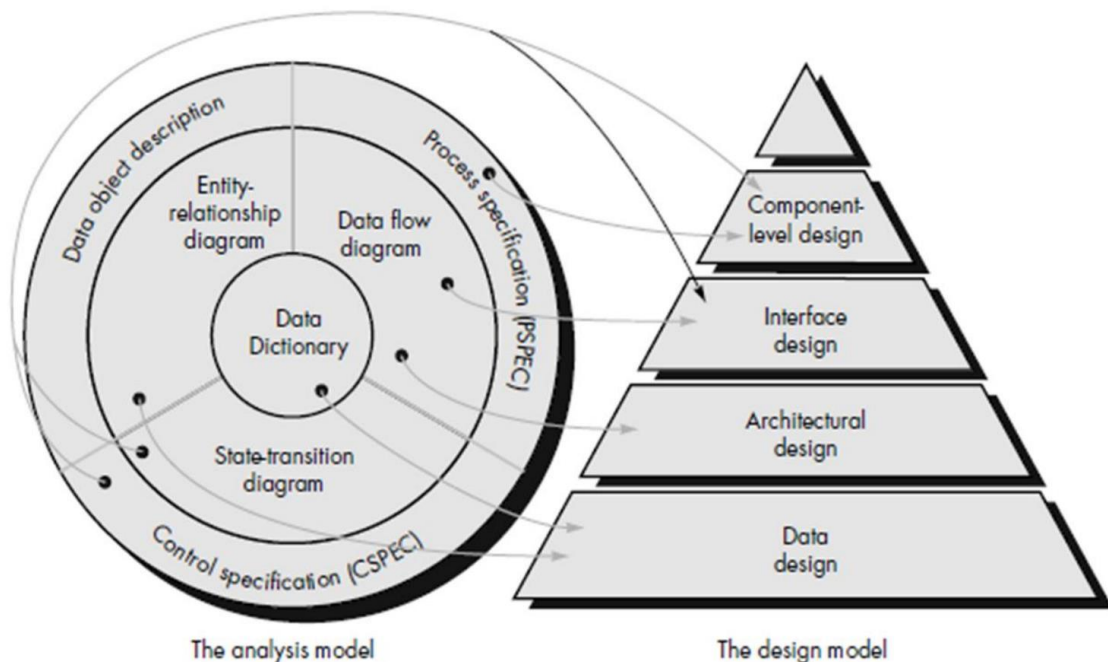 Data object description
Process specification (PSPEC)
Entity-
relationship
diagram
Data flow
diagram
Data
Dictionary
State-transition
diagram
Control specification (CSPEC)
The analysis model
Component-
level design
Interface
design
Architectural
design
Data
design
The design model